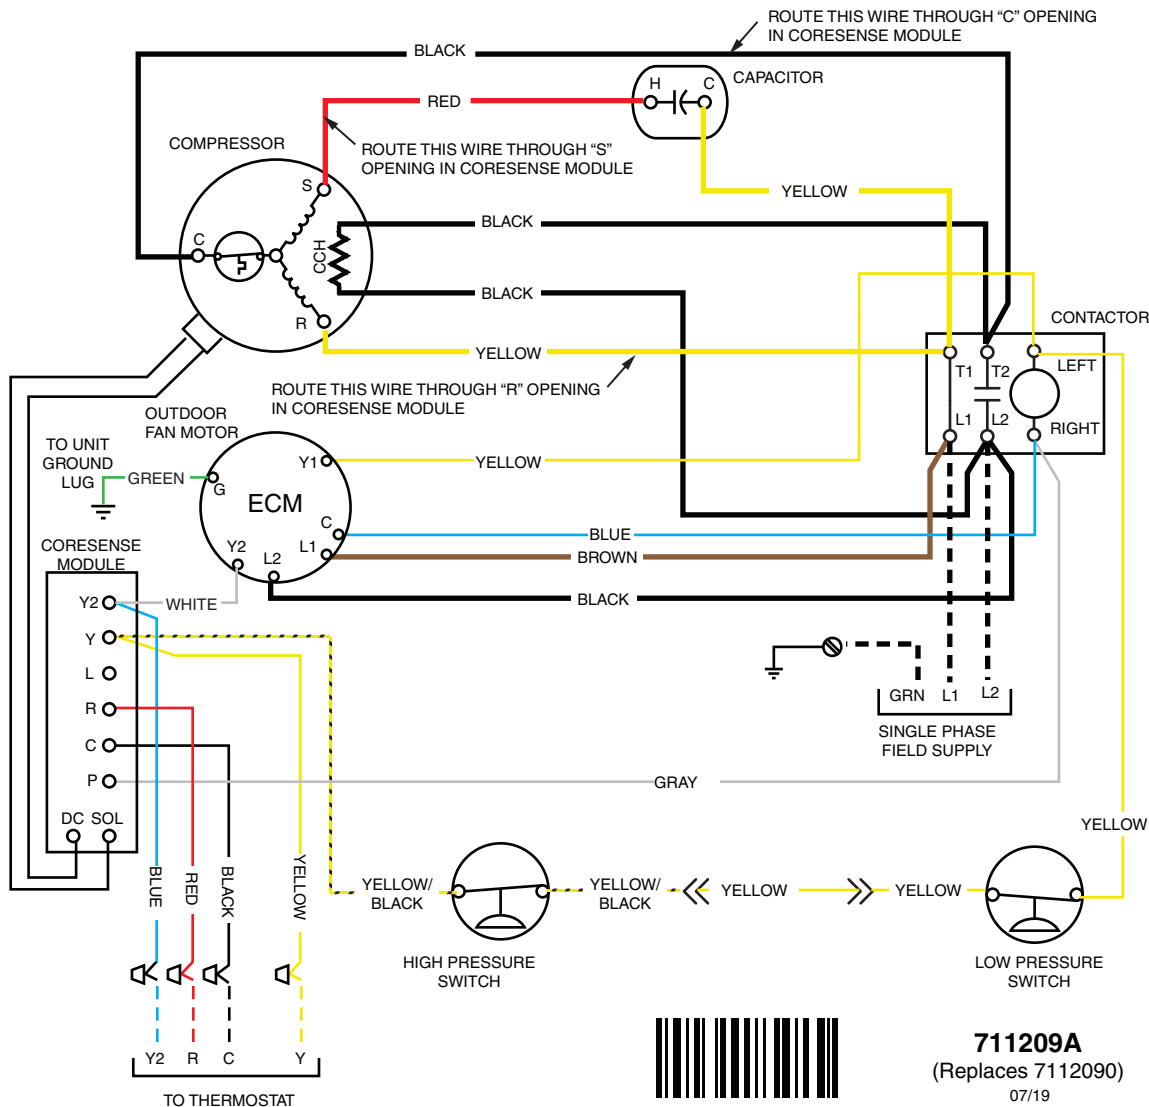 ROUTE THIS WIRE THROUGH “C” OPENING
IN CORESENSE MODULE
BLACK
CAPACITOR
H
C
RED
COMPRESSOR
ROUTE THIS WIRE THROUGH “S”
OPENING IN CORESENSE MODULE
S
YELLOW
BLACK
C
CCH
BLACK
R
CONTACTOR
YELLOW
T1
T2
LEFT
ROUTE THIS WIRE THROUGH “R” OPENING
IN CORESENSE MODULE
OUTDOOR
FAN MOTOR
L1
L2
RIGHT
TO UNIT
GROUND
LUG
Y1
YELLOW
GREEN
G
ECM
C
BLUE
CORESENSE
MODULE
Y2
L2
L1
BROWN
Y2
WHITE
BLACK
Y
L
GRN
L1
L2
R
SINGLE PHASE
FIELD SUPPLY
C
P
GRAY
DC
SOL
YELLOW
BLUE
RED
BLACK
YELLOW
YELLOW/
BLACK
YELLOW/
BLACK
YELLOW
YELLOW
HIGH PRESSURE
SWITCH
LOW PRESSURE
SWITCH
Y2
R
C
Y
TO THERMOSTAT
711209A
(Replaces 7112090)
07/19